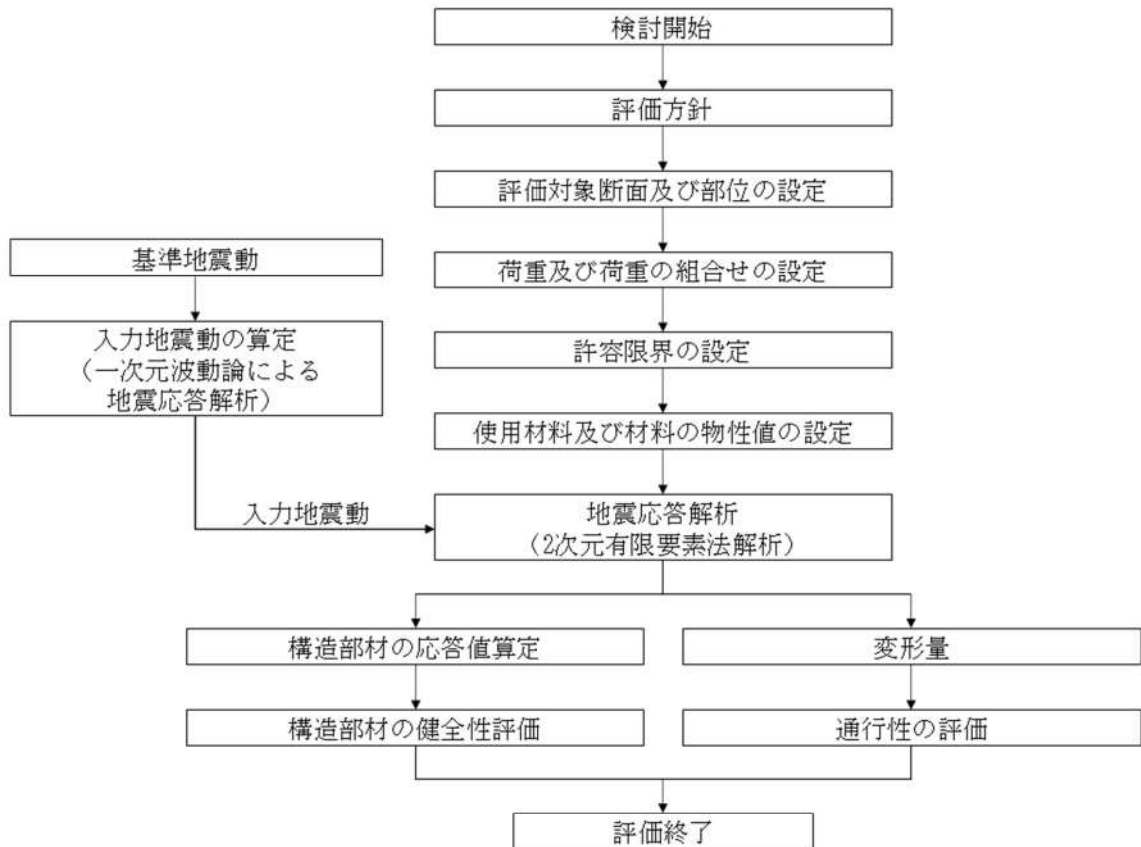 検討開始
評価方針
評価対象断面及び部位の設定
基準地震動
荷重及び荷重の組合せの設定
入力地震動の算定
（一次元波動論による
地震応答解析）
許容限界の設定
使用材料及び材料の物性値の設定
入力地震動
地震応答解析
（2次元有限要素法解析）
構造部材の応答値算定
変形量
構造部材の健全性評価
通行性の評価
評価終了